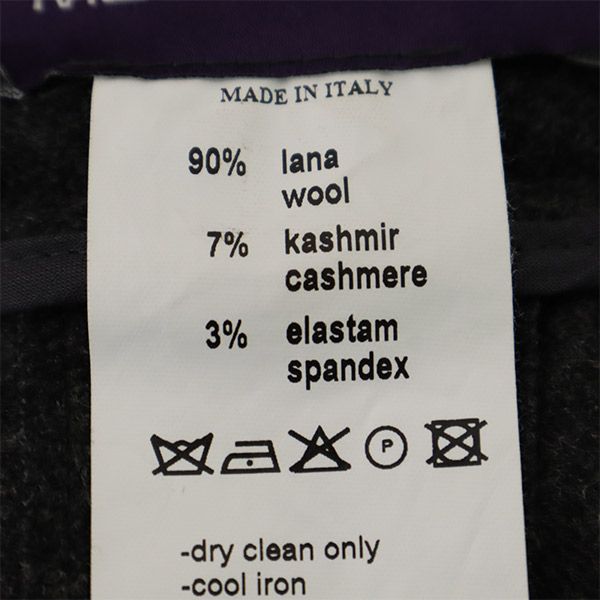 MADE IN ITALY
90% lana
wool
7% kashmir
cashmere
3% elastam
spandex
P
-dry clean only
-cool iron